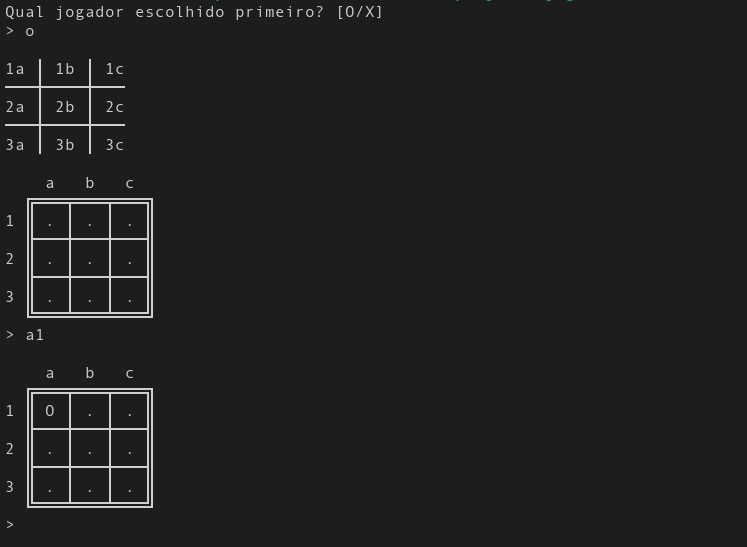 Qual jogador escolhido primeiro? [O/X]
> o
1a 1b 1c
2a 2b 2c
3a 3b 3c
a b c
1 . . .
2 . . .
3 . . .
> a1
a b c
1 O . .
2 . . .
3 . . .
>